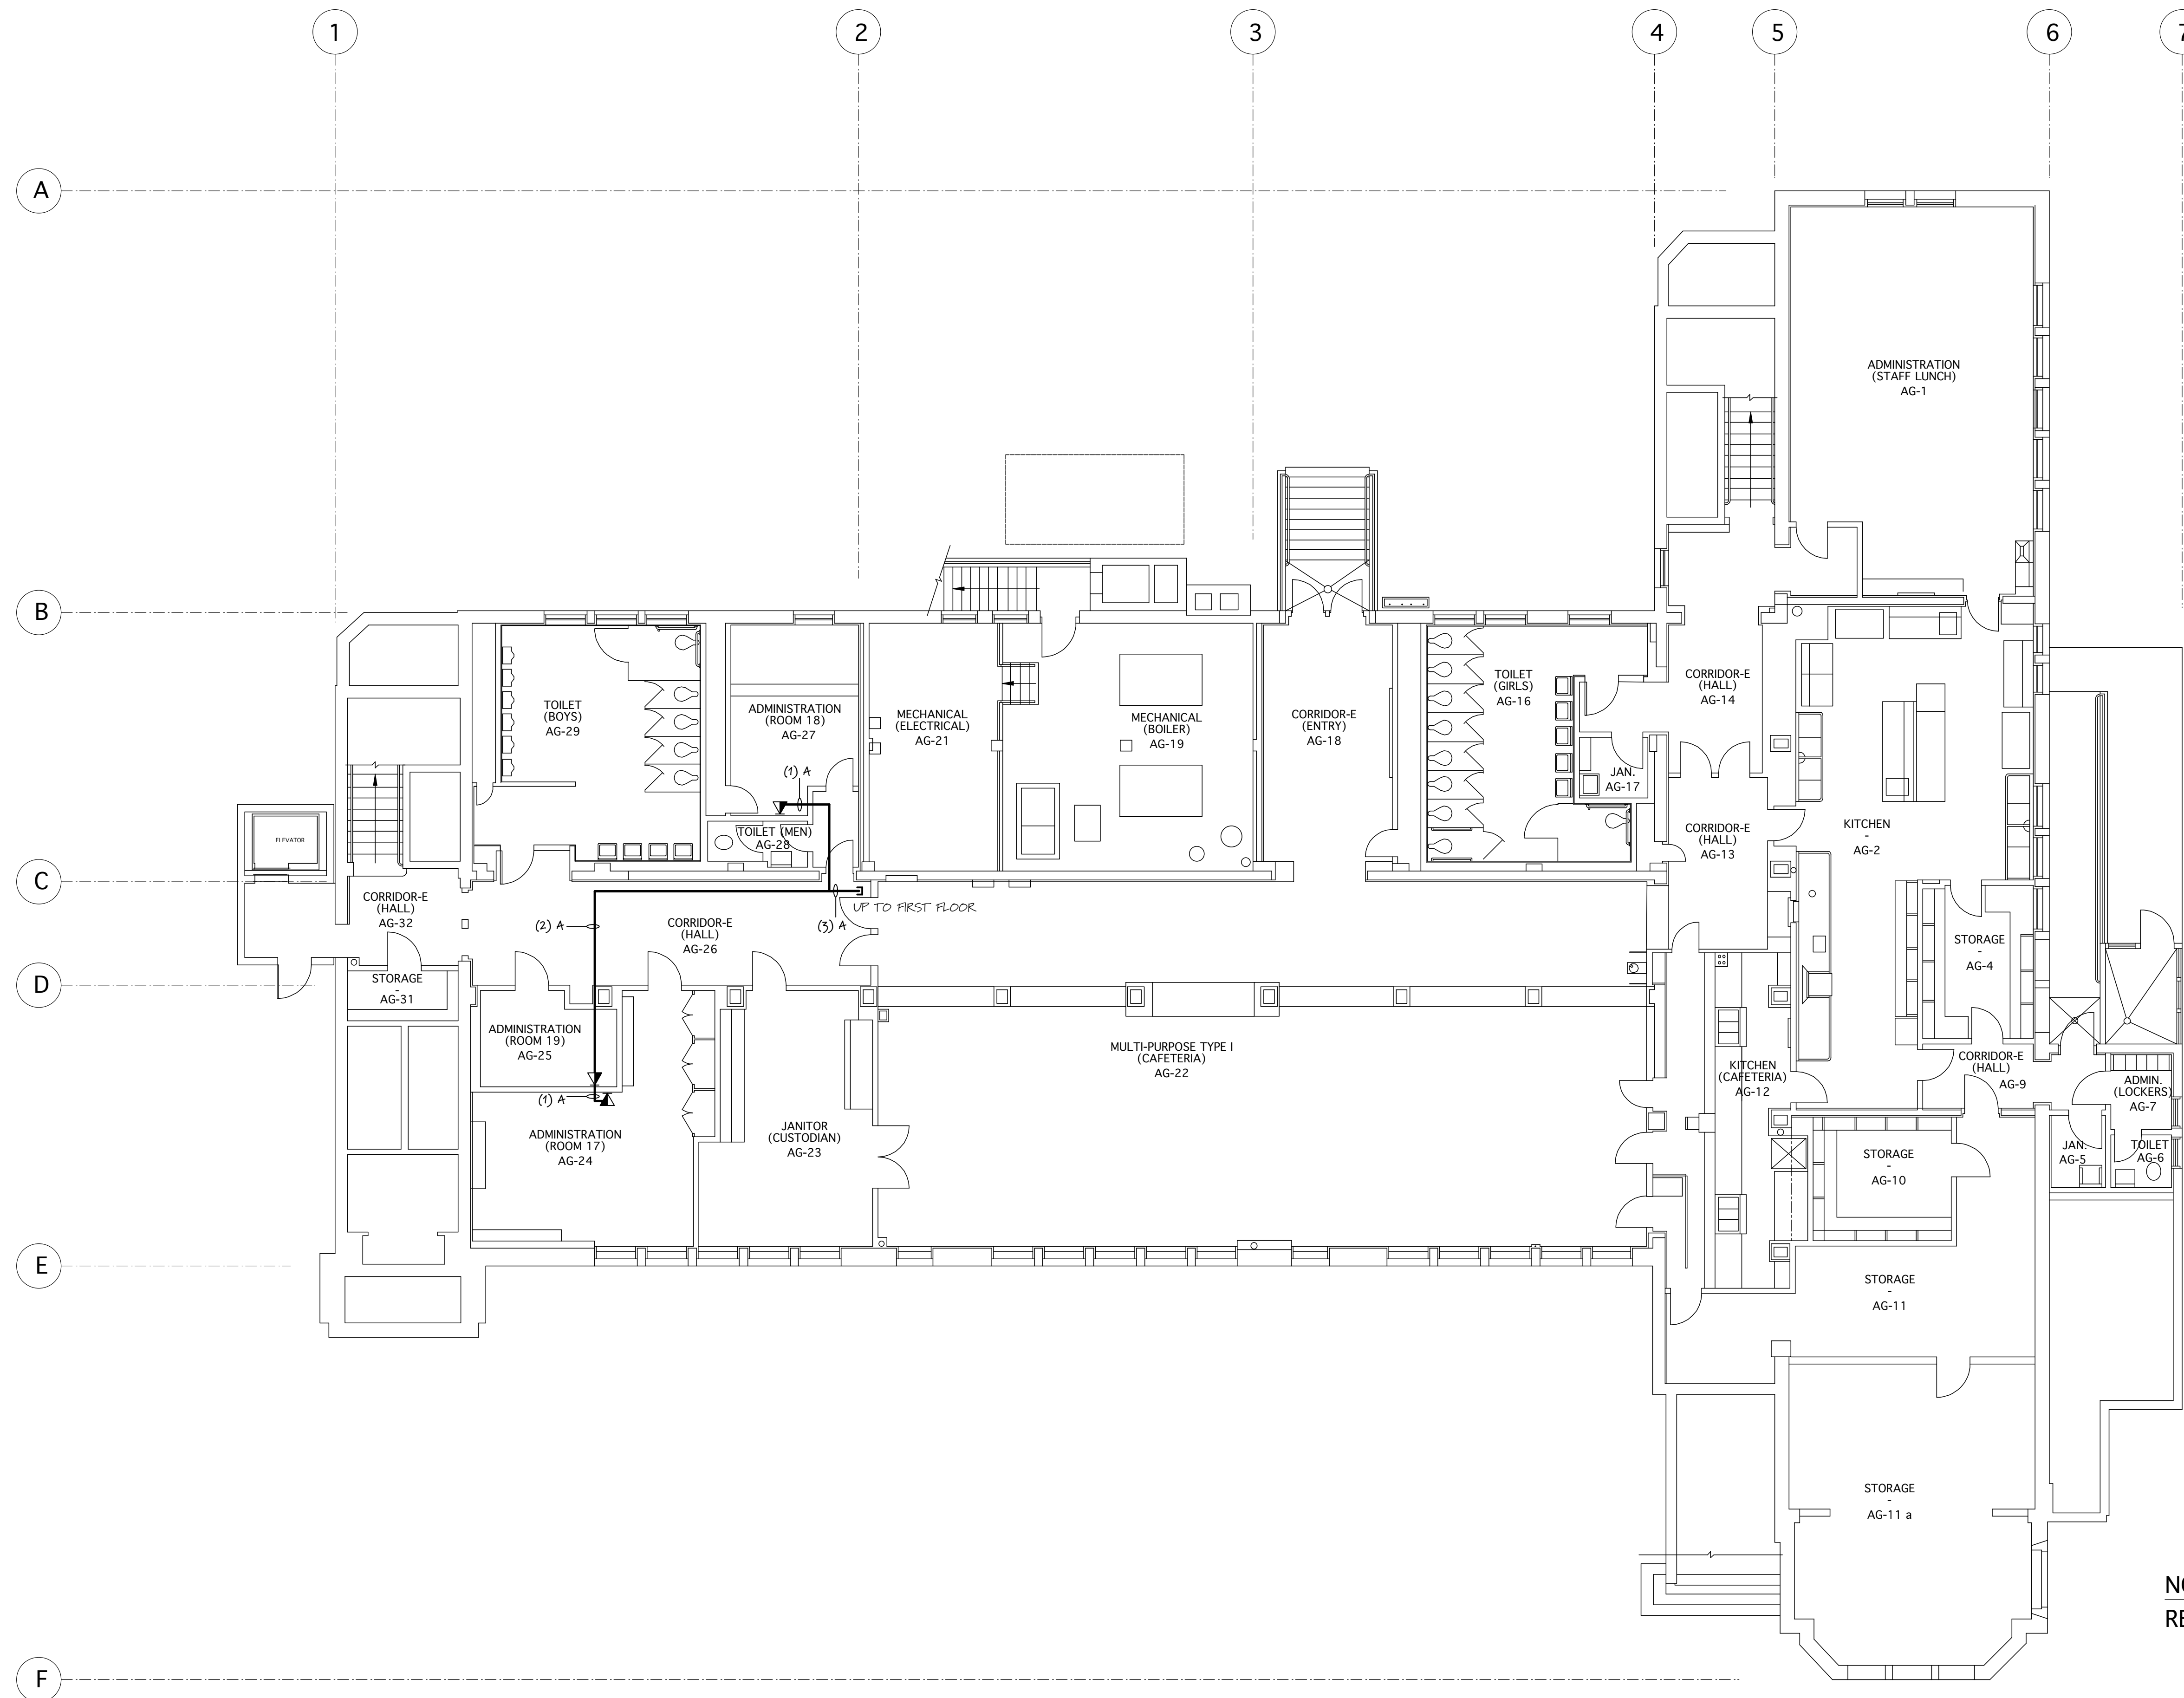 1
2
3
4
5
6
A
ADMINISTRATION
(STAFF LUNCH)
AG-1
B
TOILET
(BOYS)
AG-29
ADMINISTRATION
(ROOM 18)
AG-27
MECHANICAL
(ELECTRICAL)
AG-21
MECHANICAL
(BOILER)
AG-19
CORRIDOR-E
(ENTRY)
AG-18
TOILET
(GIRLS)
AG-16
CORRIDOR-E
(HALL)
AG-14
(1) A
JAN.
AG-17
ELEVATOR
TOILET (MEN)
AG-28
CORRIDOR-E
(HALL)
AG-13
KITCHEN
-
AG-2
C
CORRIDOR-E
(HALL)
AG-32
UP TO FIRST FLOOR
(2) A
CORRIDOR-E
(HALL)
AG-26
(3) A
STORAGE
-
AG-4
D
STORAGE
-
AG-31
ADMINISTRATION
(ROOM 19)
AG-25
MULTI-PURPOSE TYPE I
(CAFETERIA)
AG-22
KITCHEN
(CAFETERIA)
AG-12
CORRIDOR-E
(HALL)
AG-9
ADMIN.
(LOCKERS)
AG-7
(1) A
ADMINISTRATION
(ROOM 17)
AG-24
JANITOR
(CUSTODIAN)
AG-23
STORAGE
-
AG-10
JAN.
AG-5
TOILET
AG-6
E
STORAGE
-
AG-11
STORAGE
-
AG-11 a
F